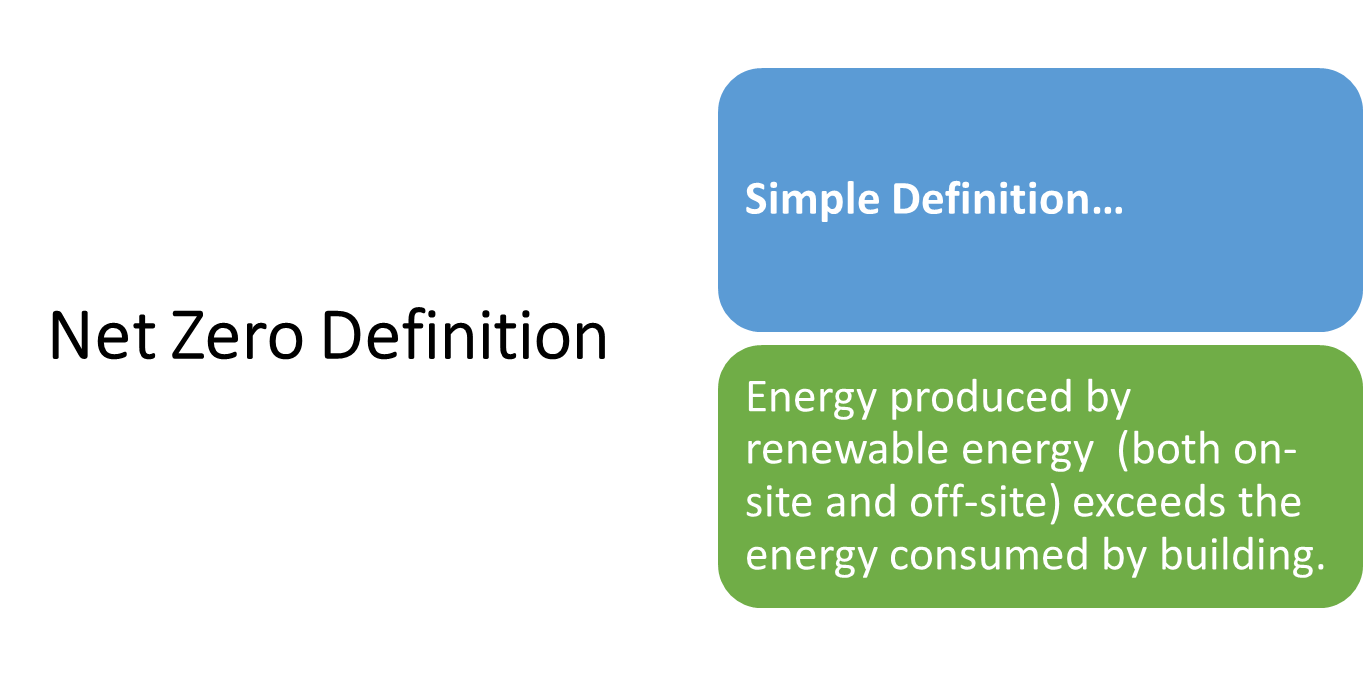 Net Zero Definition
Simple Definition…
Energy produced by
renewable energy  (both on-
site and off-site) exceeds the
energy consumed by building.